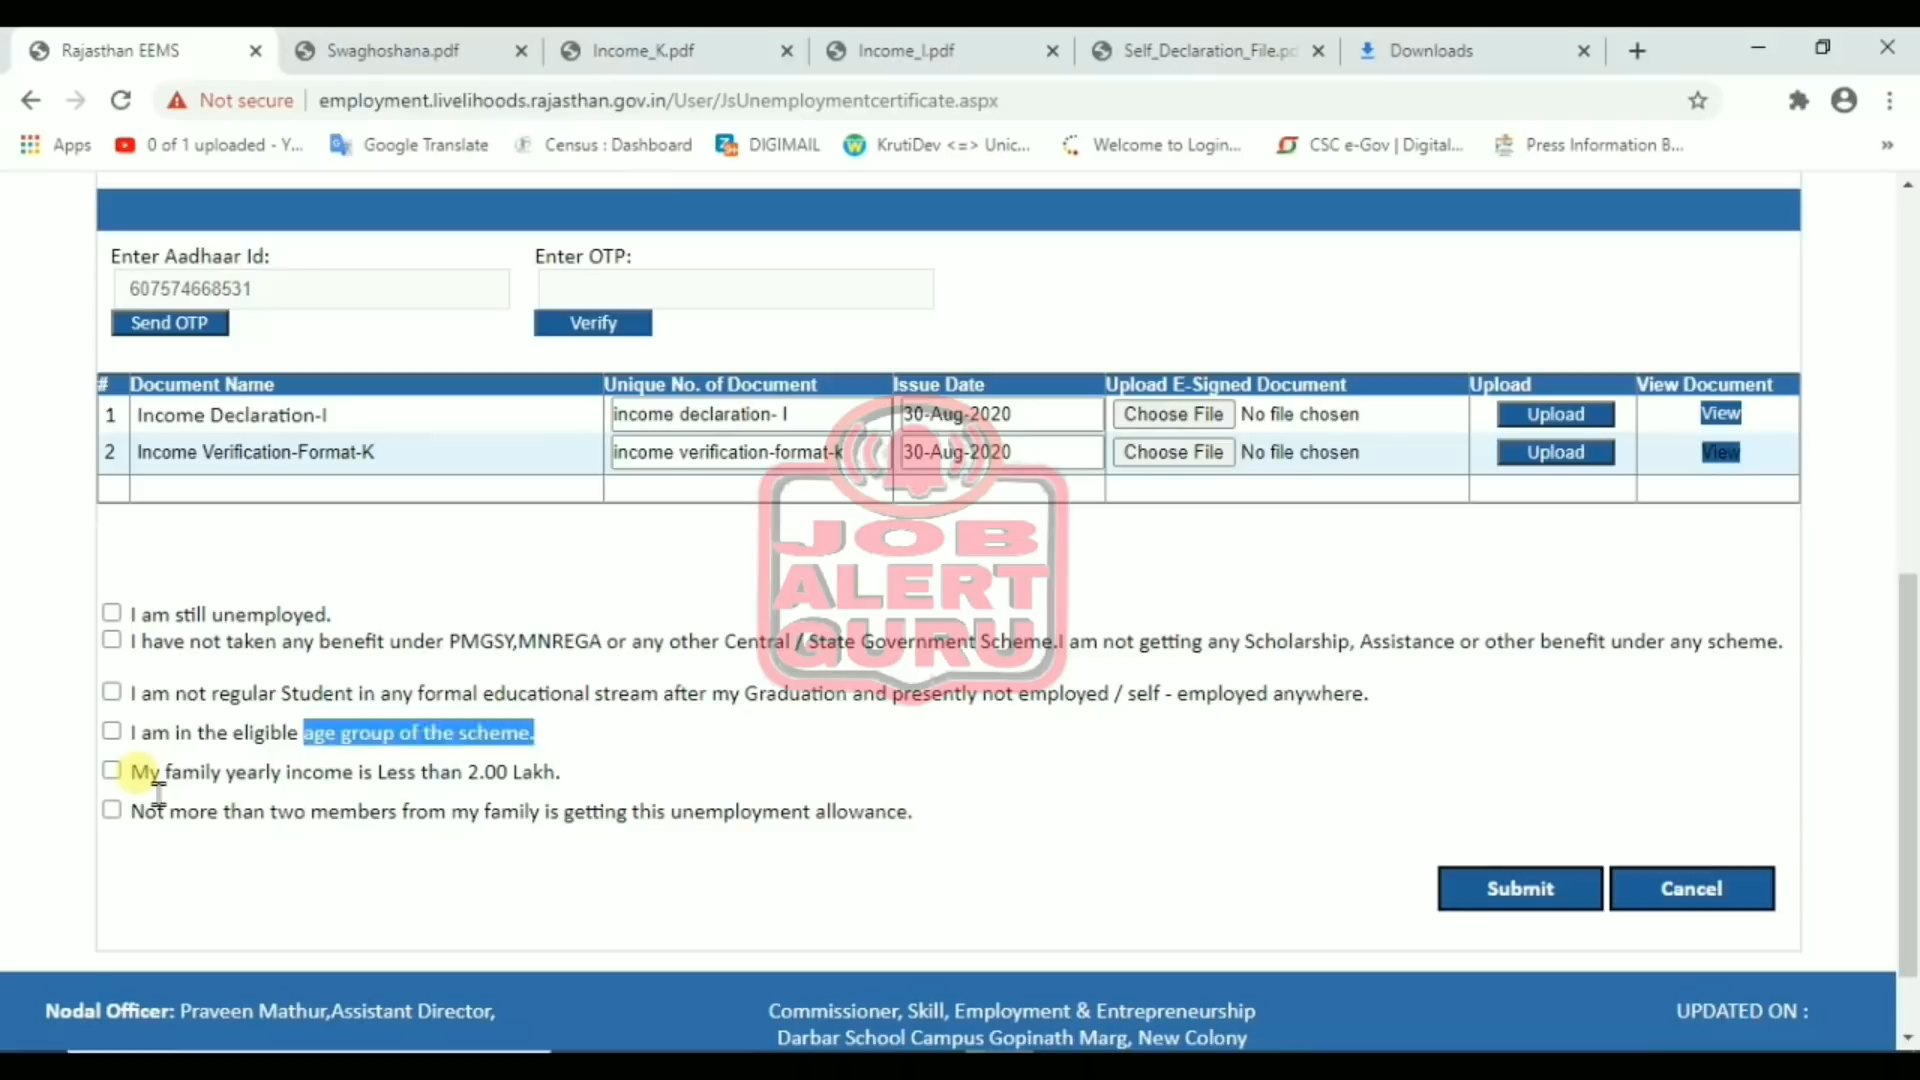 Rajasthan EEMS
Swaghoshana.pdf
Income_K.pdf
Income_I.pdf
Self_Declaration_File.pd
Downloads
Not secure
employment.livelihoods.rajasthan.gov.in/User/JsUnemploymentcertificate.aspx
Apps
0 of 1 uploaded - Y...
Google Translate
Census : Dashboard
DIGIMAIL
KrutiDev <=> Unic...
Welcome to Login...
CSC e-Gov | Digital...
Press Information B...
Enter Aadhaar Id:
Enter OTP:
607574668531
Send OTP
Verify
# Document Name Unique No. of Document Issue Date Upload E-Signed Document Upload View Document
1 Income Declaration-I income declaration- I 30-Aug-2020 Choose File No file chosen Upload View
2 Income Verification-Format-K income verification-format-k 30-Aug-2020 Choose File No file chosen Upload View
JOB
ALERT
GURU
I am still unemployed.
I have not taken any benefit under PMGSY,MNREGA or any other Central / State Government Scheme.I am not getting any Scholarship, Assistance or other benefit under any scheme.
I am not regular Student in any formal educational stream after my Graduation and presently not employed / self - employed anywhere.
I am in the eligible age group of the scheme.
My family yearly income is Less than 2.00 Lakh.
Not more than two members from my family is getting this unemployment allowance.
Submit
Cancel
Nodal Officer: Praveen Mathur,Assistant Director,
Commissioner, Skill, Employment & Entrepreneurship
Darbar School Campus Gopinath Marg, New Colony
UPDATED ON :